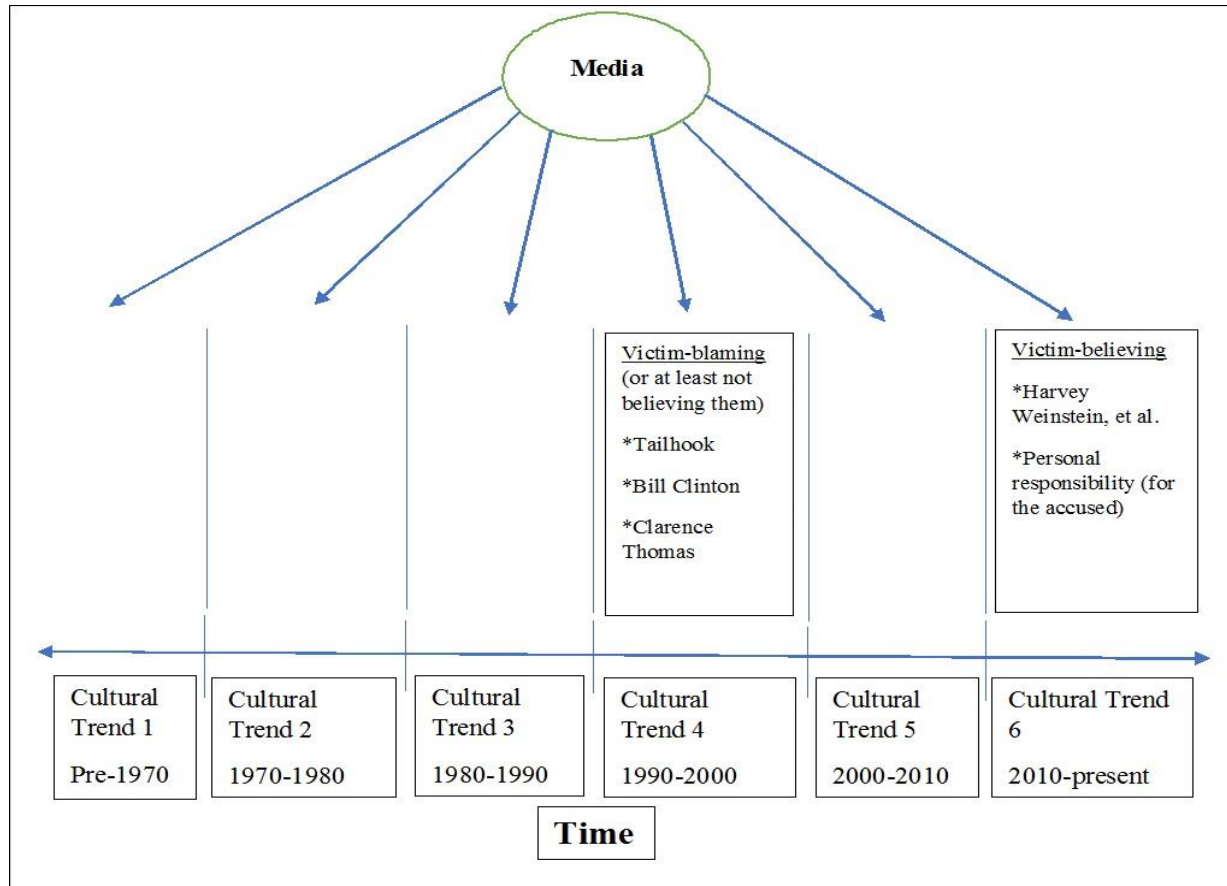 Media
Victim-blaming
(or at least not
believing them)
*Tailhook
*Bill Clinton
*Clarence
Thomas
Victim-believing
*Harvey
Weinstein, et al.
*Personal
responsibility (for
the accused)
Cultural
Trend 1
Pre-1970
Cultural
Trend 2
1970-1980
Cultural
Trend 3
1980-1990
Cultural
Trend 4
1990-2000
Cultural
Trend 5
2000-2010
Cultural Trend
6
2010-present
Time